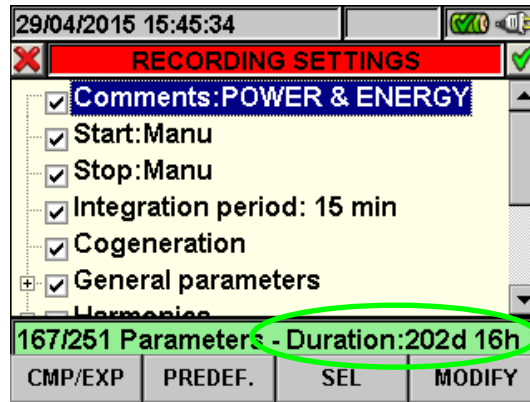 29/04/2015 15:45:34
RECORDING SETTINGS
Comments:POWER & ENERGY
Start:Manu
Stop:Manu
Integration period: 15 min
Cogeneration
General parameters
Harmonics
167/251 Parameters - Duration:202d 16h
CMP/EXP PREDEF. SEL MODIFY